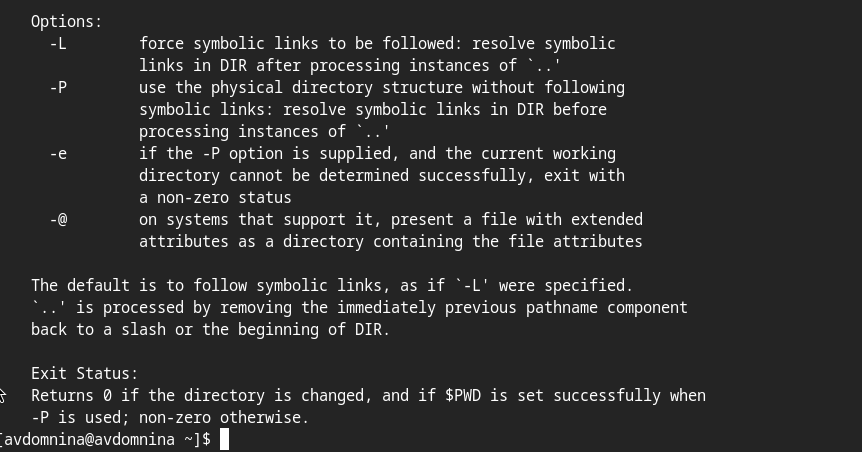 Options:
-L        force symbolic links to be followed: resolve symbolic
links in DIR after processing instances of `..'
-P        use the physical directory structure without following
symbolic links: resolve symbolic links in DIR before
processing instances of `..'
-e        if the -P option is supplied, and the current working
directory cannot be determined successfully, exit with
a non-zero status
-@        on systems that support it, present a file with extended
attributes as a directory containing the file attributes
The default is to follow symbolic links, as if `-L' were specified.
`..' is processed by removing the immediately previous pathname component
back to a slash or the beginning of DIR.
Exit Status:
Returns 0 if the directory is changed, and if $PWD is set successfully when
-P is used; non-zero otherwise.
[avdomnina@avdomnina ~]$